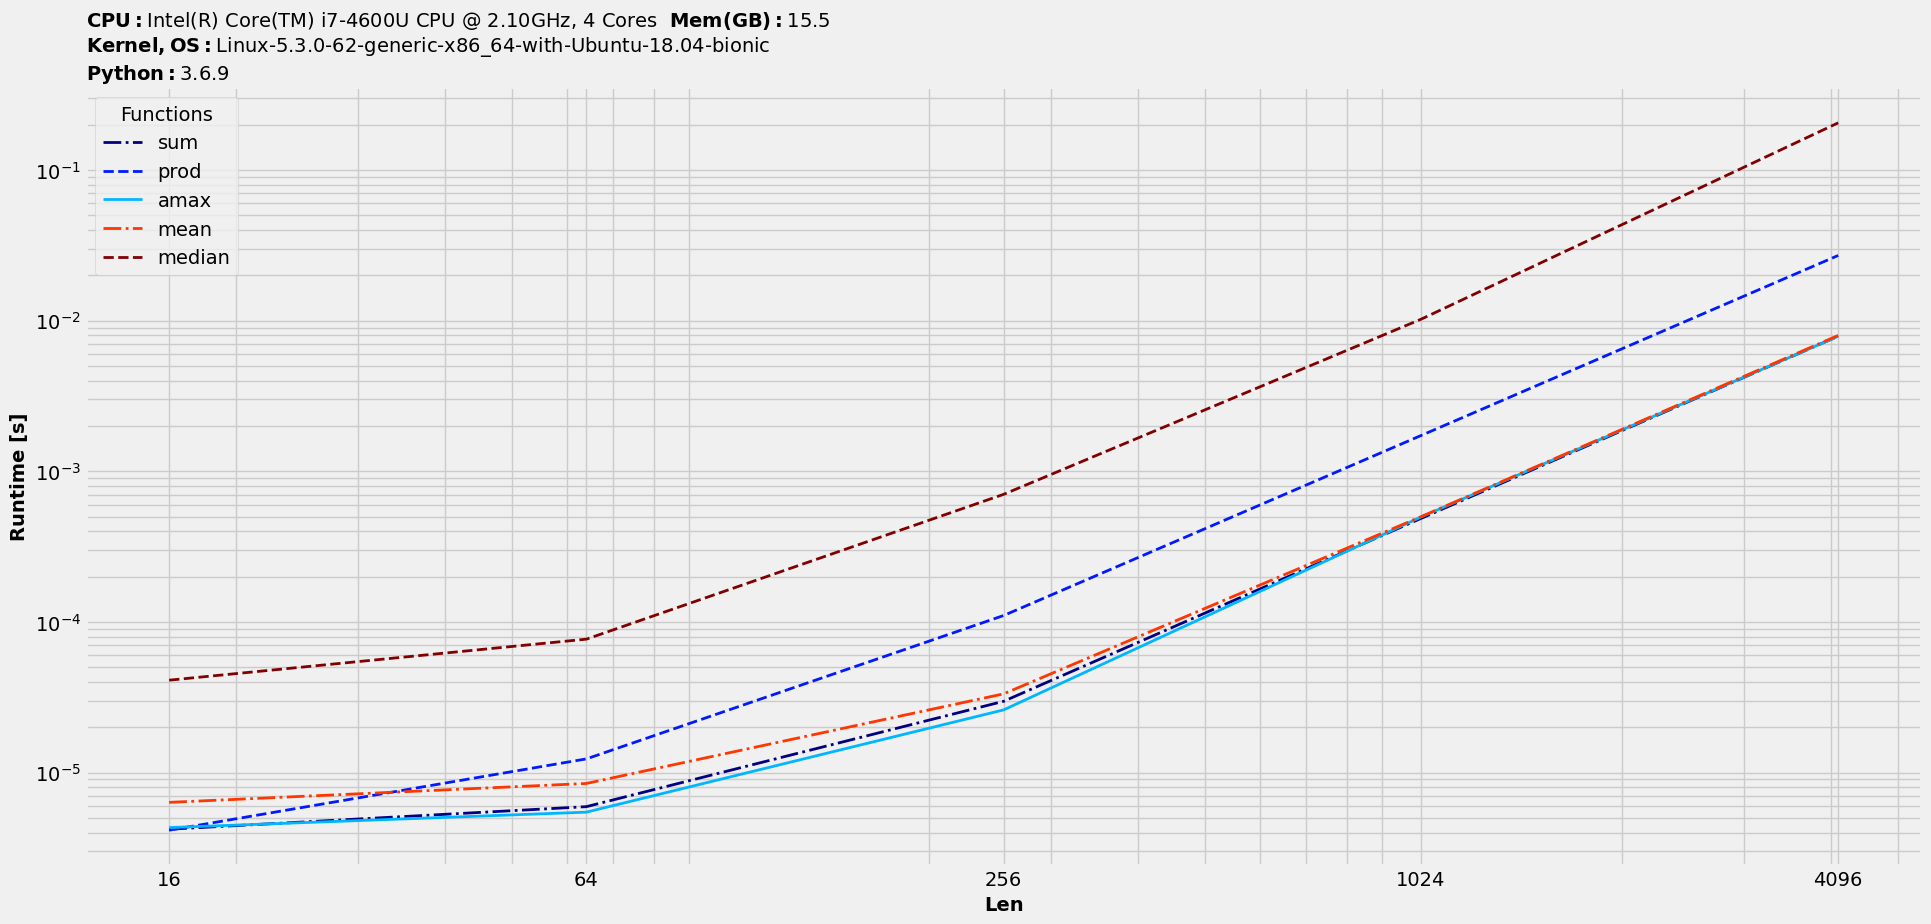 CPU: Intel(R) Core(TM) i7-4600U CPU @ 2.10GHz, 4 Cores  Mem(GB): 15.5
Kernel, OS: Linux-5.3.0-62-generic-x86_64-with-Ubuntu-18.04-bionic
Python: 3.6.9
Functions
sum
prod
amax
mean
median
10⁻¹
10⁻²
10⁻³
10⁻⁴
10⁻⁵
Runtime [s]
16 64 256 1024 4096
Len